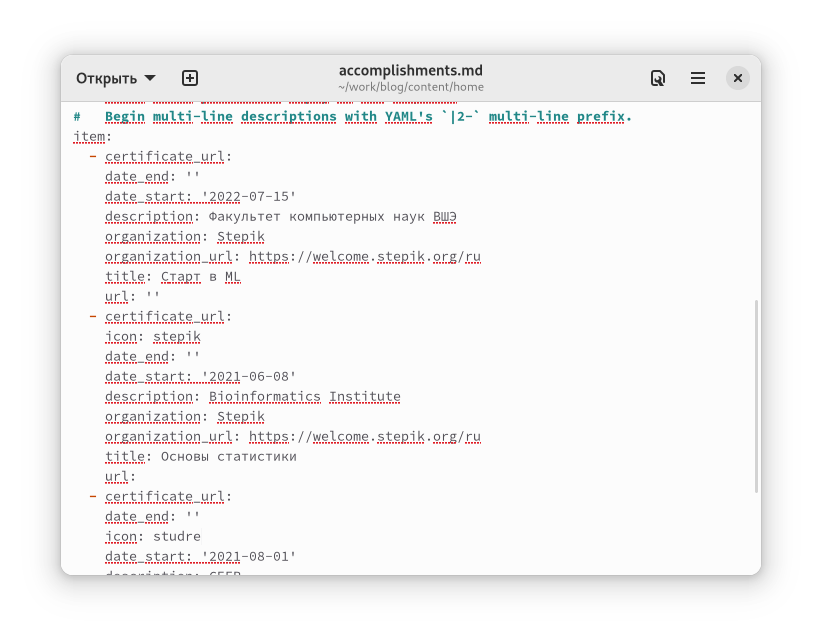 Открыть
accomplishments.md
~/work/blog/content/home
# Begin multi-line descriptions with YAML's `|2-` multi-line prefix.
item:
- certificate_url:
date_end: ''
date_start: '2022-07-15'
description: Факультет компьютерных наук ВШЭ
organization: Stepik
organization_url: https://welcome.stepik.org/ru
title: Старт в ML
url: ''
- certificate_url:
icon: stepik
date_end: ''
date_start: '2021-06-08'
description: Bioinformatics Institute
organization: Stepik
organization_url: https://welcome.stepik.org/ru
title: Основы статистики
url:
- certificate_url:
date_end: ''
icon: studre
date_start: '2021-08-01'